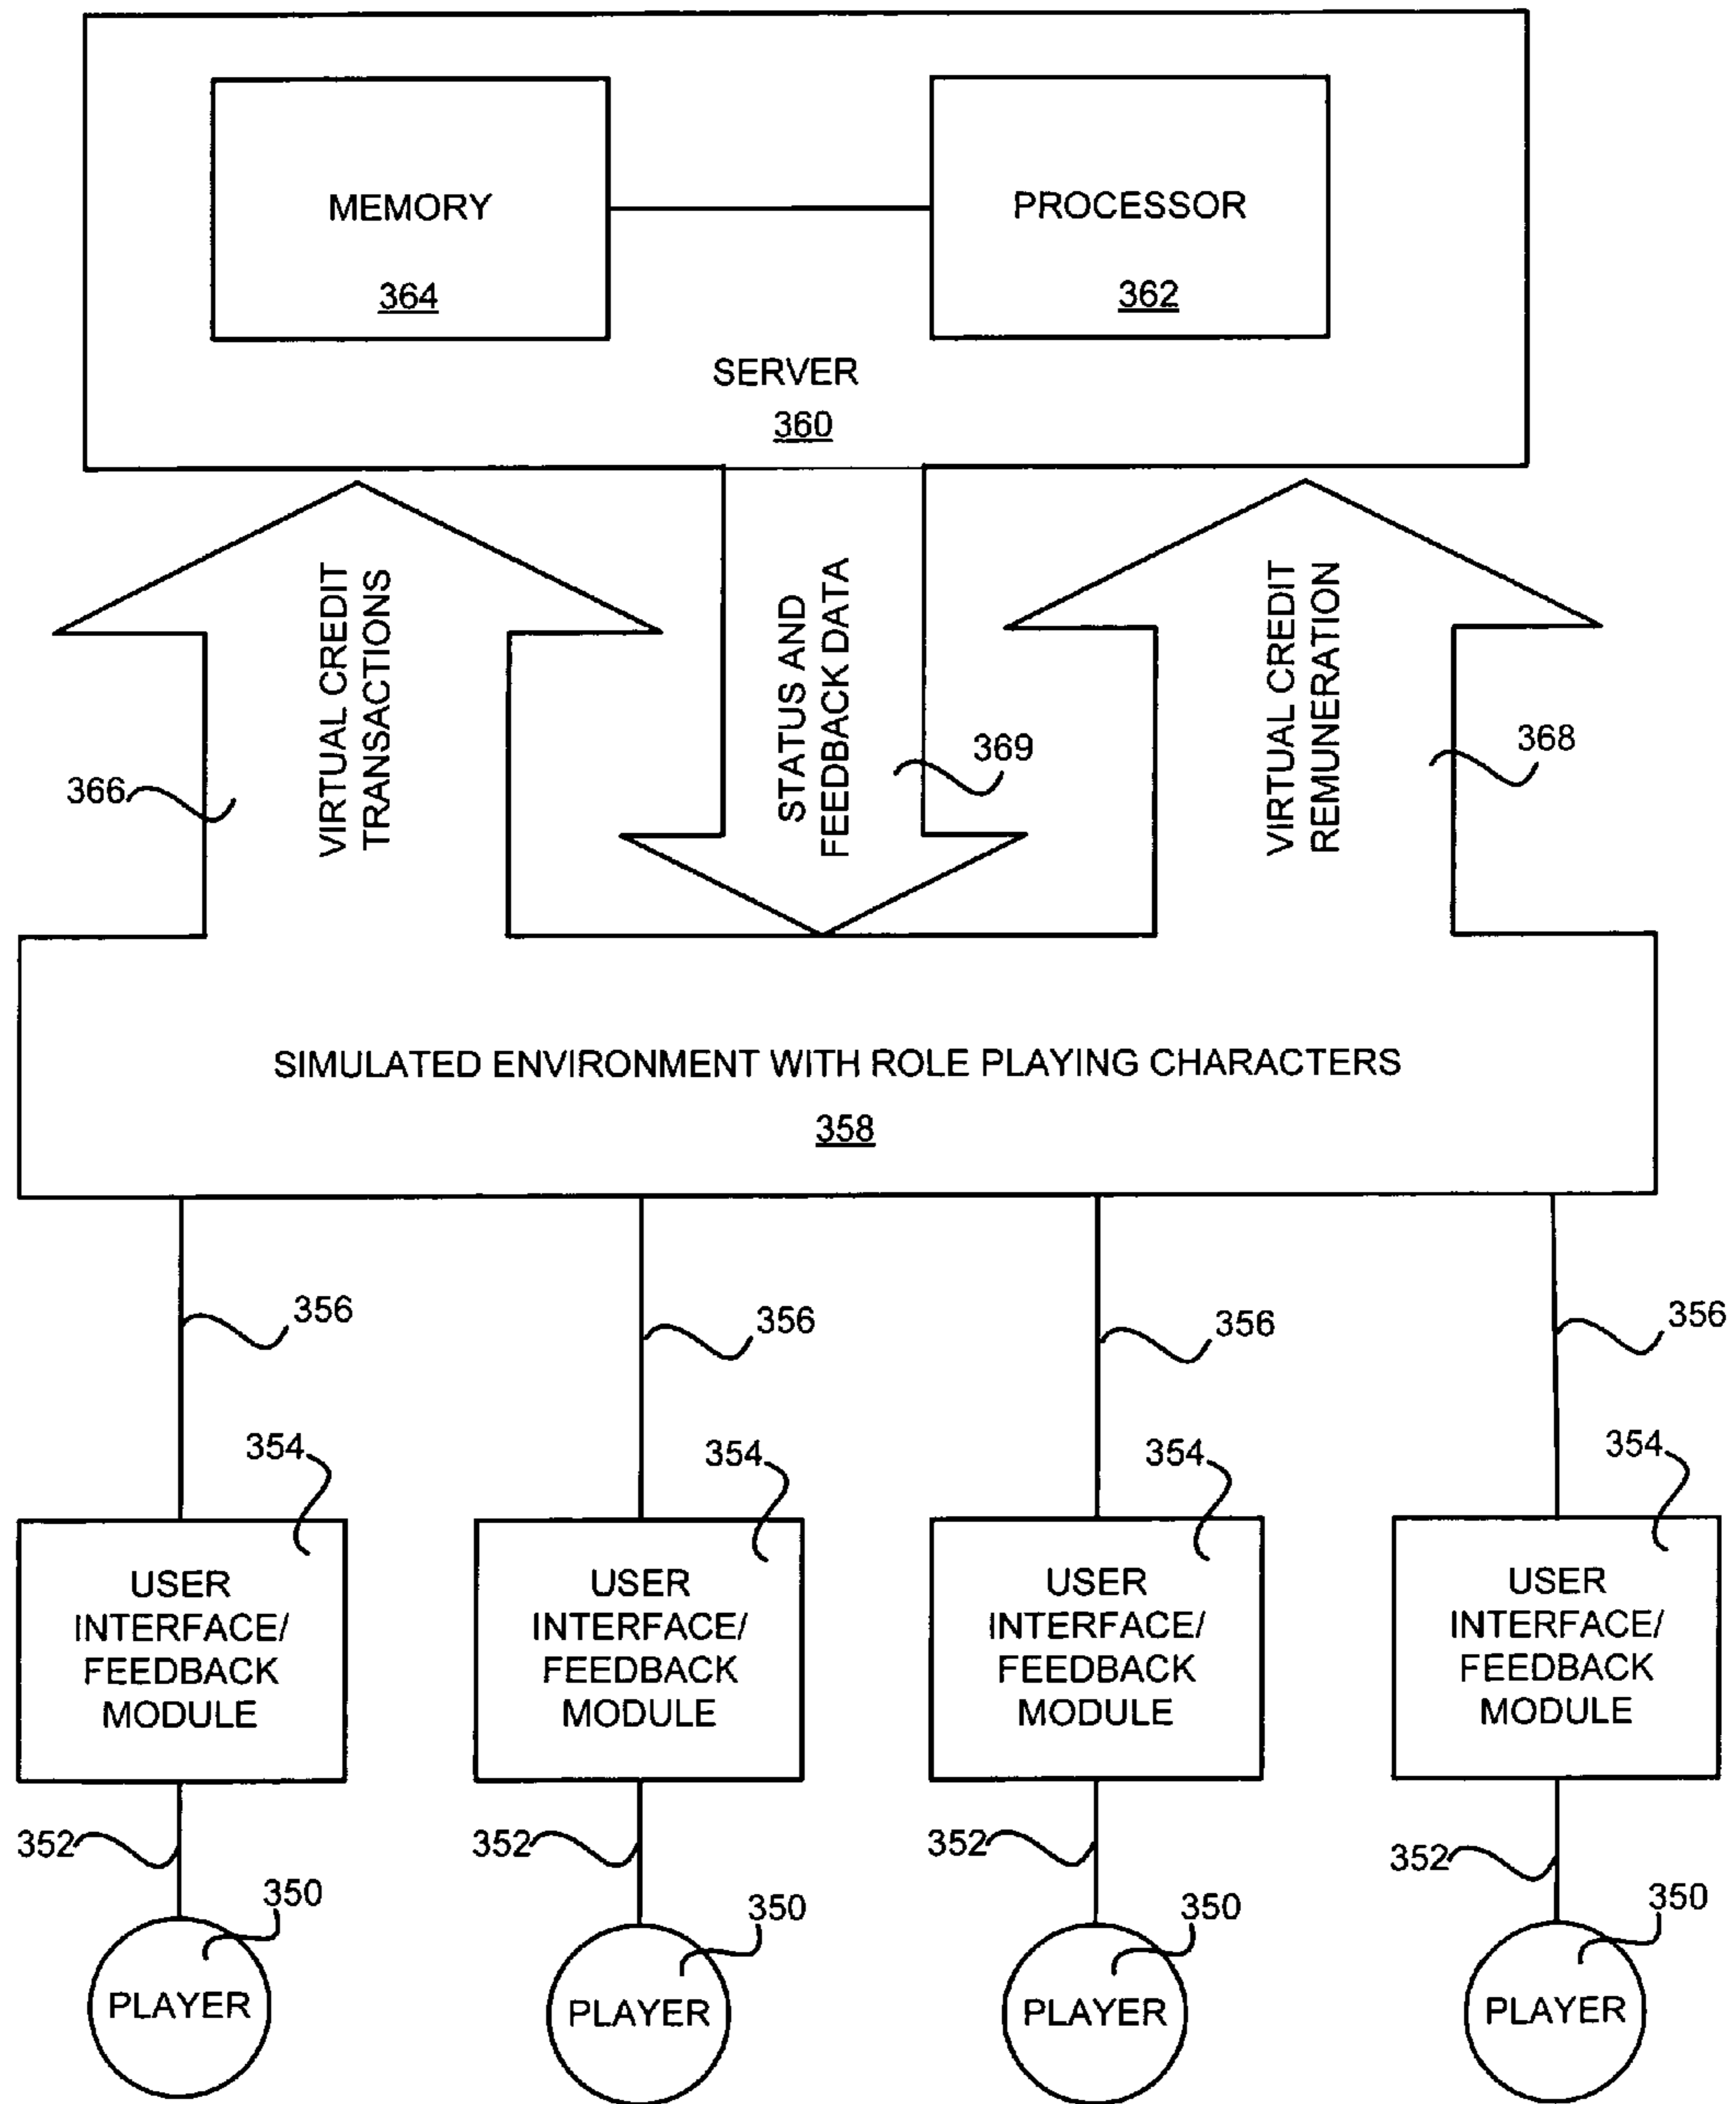 MEMORY
364
PROCESSOR
362
SERVER
360
VIRTUAL CREDIT
TRANSACTIONS
366
STATUS AND
FEEDBACK DATA
369
VIRTUAL CREDIT
REMUNERATION
368
SIMULATED ENVIRONMENT WITH ROLE PLAYING CHARACTERS
358
356
356
356
356
354
354
354
354
USER
INTERFACE/
FEEDBACK
MODULE
USER
INTERFACE/
FEEDBACK
MODULE
USER
INTERFACE/
FEEDBACK
MODULE
USER
INTERFACE/
FEEDBACK
MODULE
352
352
352
352
350
350
350
350
PLAYER
PLAYER
PLAYER
PLAYER